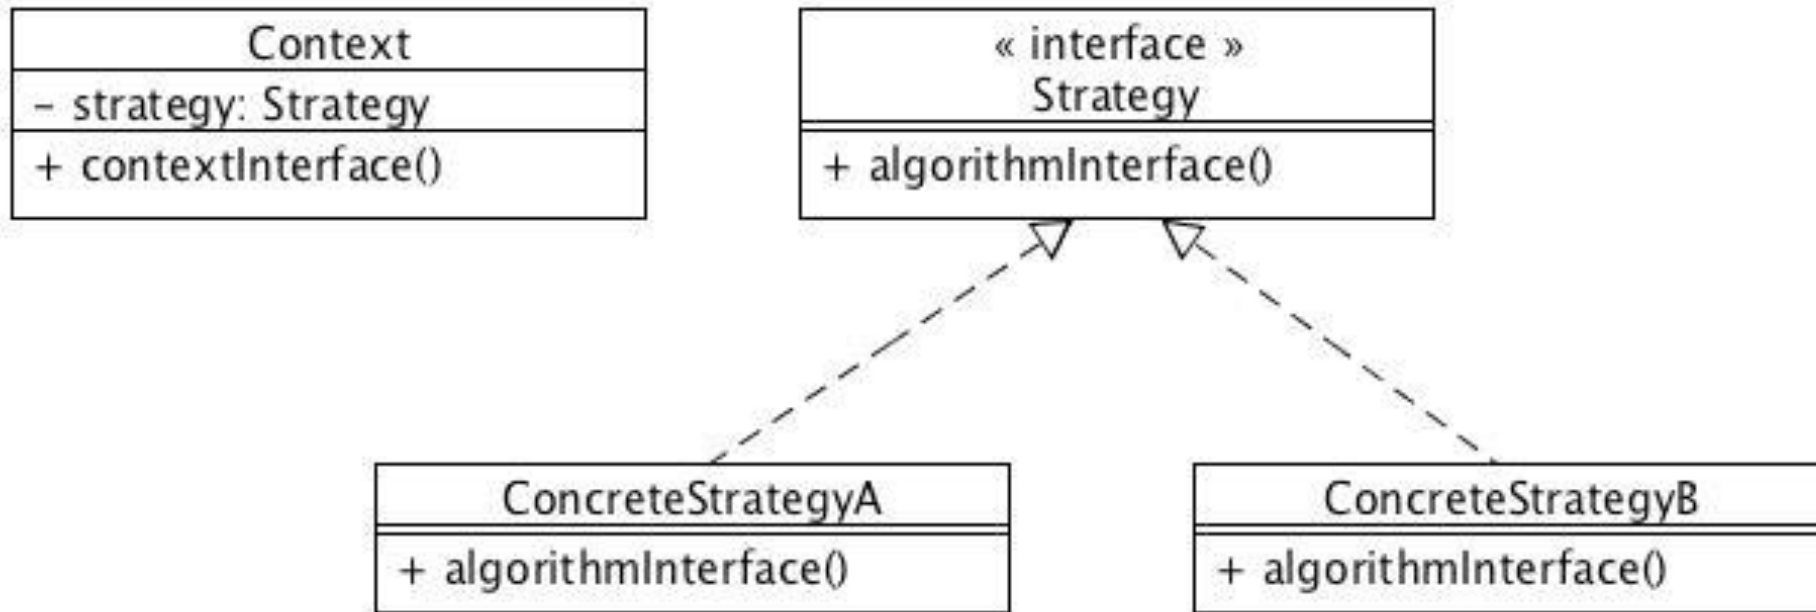 Context
– strategy: Strategy
+ contextInterface()
« interface »
Strategy
+ algorithmInterface()
ConcreteStrategyA
+ algorithmInterface()
ConcreteStrategyB
+ algorithmInterface()